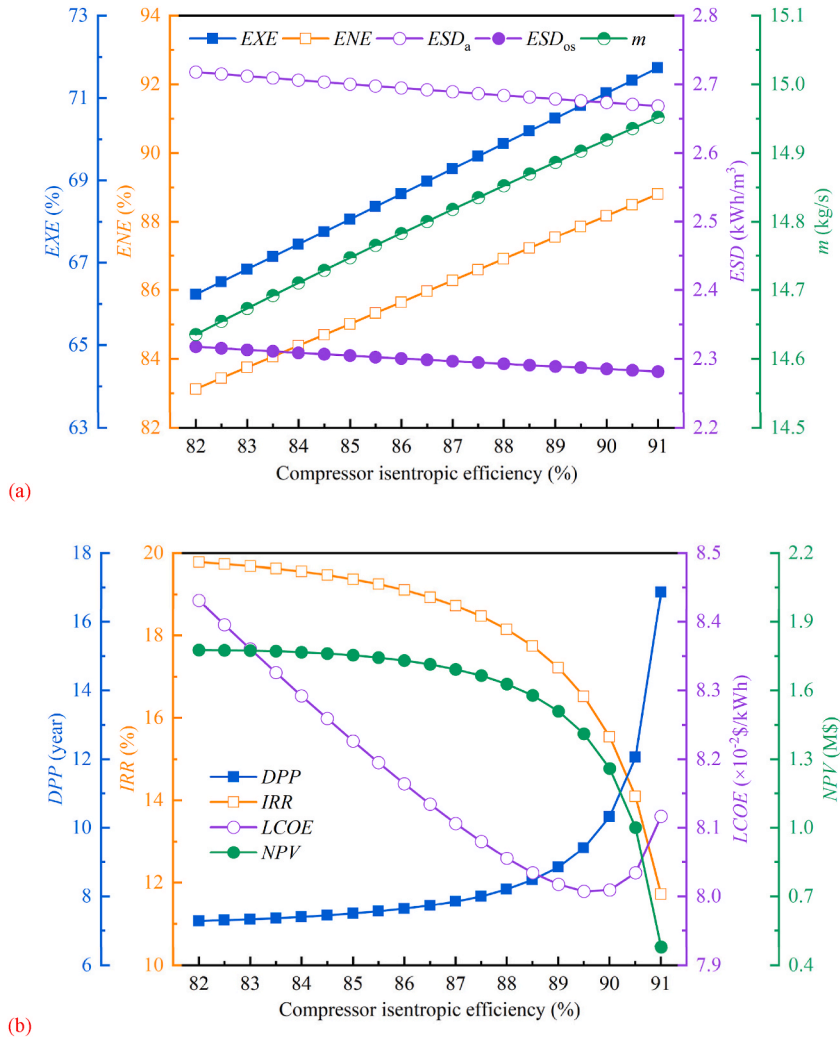 73
94
2.8
15.1
EXE ENE ESDa ESDos m
71
92
2.7
15.0
90
2.6
14.9
69
88
2.5
14.8
67
86
2.4
14.7
65
84
2.3
14.6
63
82
2.2
14.5
EXE (%)
ENE (%)
ESD (kWh/m³)
m (kg/s)
82 83 84 85 86 87 88 89 90 91
Compressor isentropic efficiency (%)
(a)
18
20
8.5
2.2
16
18
8.4
1.9
14
16
8.3
1.6
12
8.2
1.3
10
14
8.1
1.0
8
12
8.0
0.7
6
10
7.9
0.4
DPP (year)
IRR (%)
LCOE (×10⁻²$/kWh)
NPV (M$)
DPP
IRR
LCOE
NPV
82 83 84 85 86 87 88 89 90 91
Compressor isentropic efficiency (%)
(b)